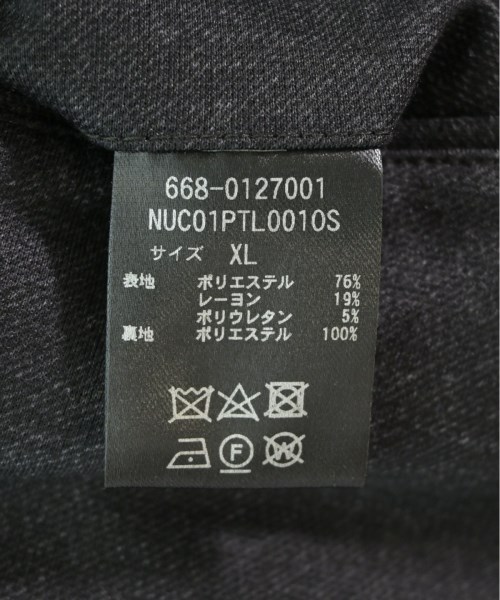 668-0127001
NUC01PTL0010S
サイズ XL
表地 ポリエステル 76%
レーヨン 19%
ポリウレタン 5%
裏地 ポリエステル 100%
F W